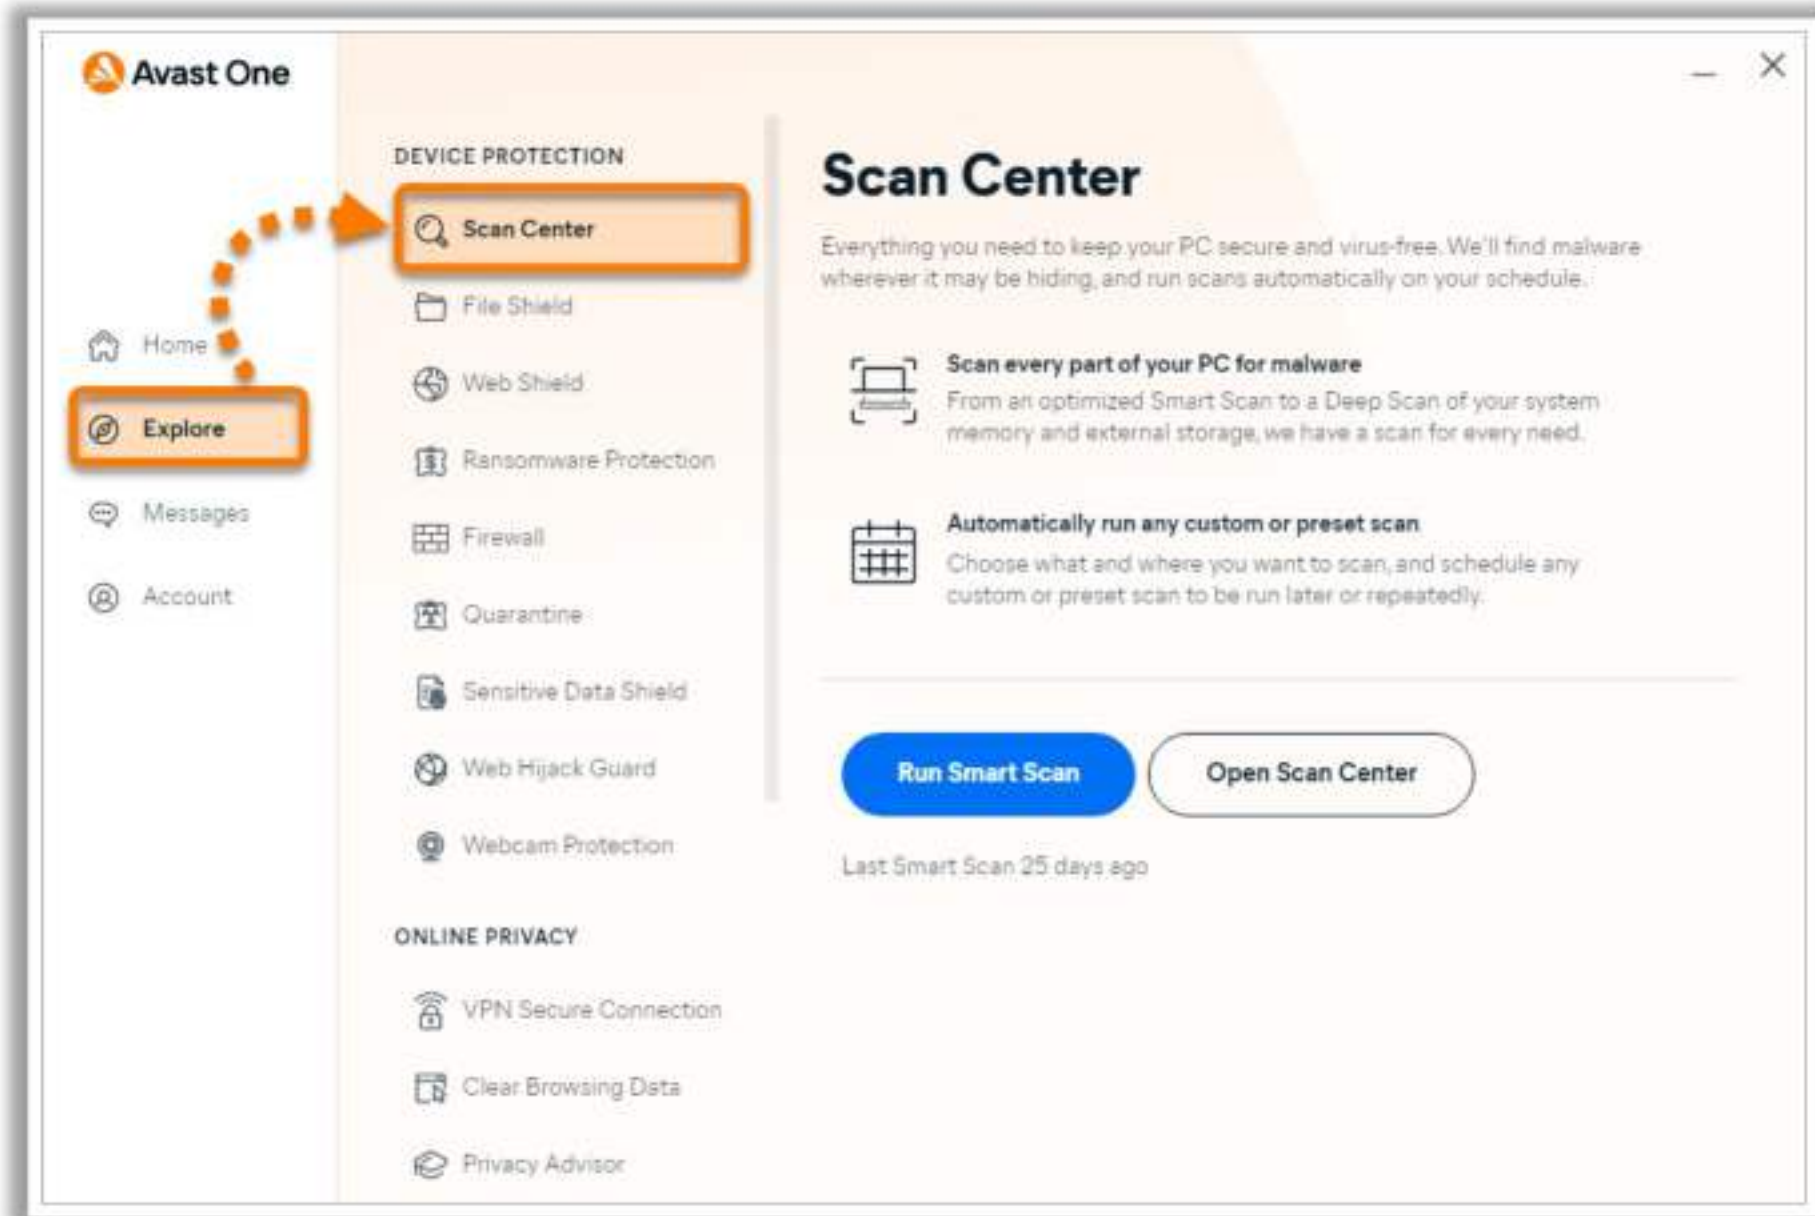 Avast One
Home
Explore
Messages
Account
DEVICE PROTECTION
Scan Center
File Shield
Web Shield
Ransomware Protection
Firewall
Quarantine
Sensitive Data Shield
Web Hijack Guard
Webcam Protection
ONLINE PRIVACY
VPN Secure Connection
Clear Browsing Data
Privacy Advisor
Scan Center
Everything you need to keep your PC secure and virus-free. We'll find malware
wherever it may be hiding, and run scans automatically on your schedule.
Scan every part of your PC for malware
From an optimized Smart Scan to a Deep Scan of your system
memory and external storage, we have a scan for every need.
Automatically run any custom or preset scan
Choose what and where you want to scan, and schedule any
custom or preset scan to be run later or repeatedly.
Run Smart Scan
Open Scan Center
Last Smart Scan 25 days ago